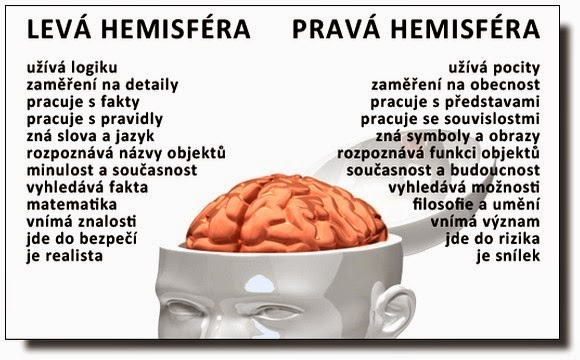 LEVÁ HEMISFÉRA
užívá logiku
zaměření na detaily
pracuje s fakty
pracuje s pravidly
zná slova a jazyk
rozpoznává názvy objektů
minulost a současnost
vyhledává fakta
matematika
vnímá znalosti
jde do bezpečí
je realista
PRAVÁ HEMISFÉRA
užívá pocity
zaměření na obecnost
pracuje s představami
pracuje se souvislostmi
zná symboly a obrazy
rozpoznává funkci objektů
současnost a budoucnost
vyhledává možnosti
filosofie a umění
vnímá význam
jde do rizika
je snílek